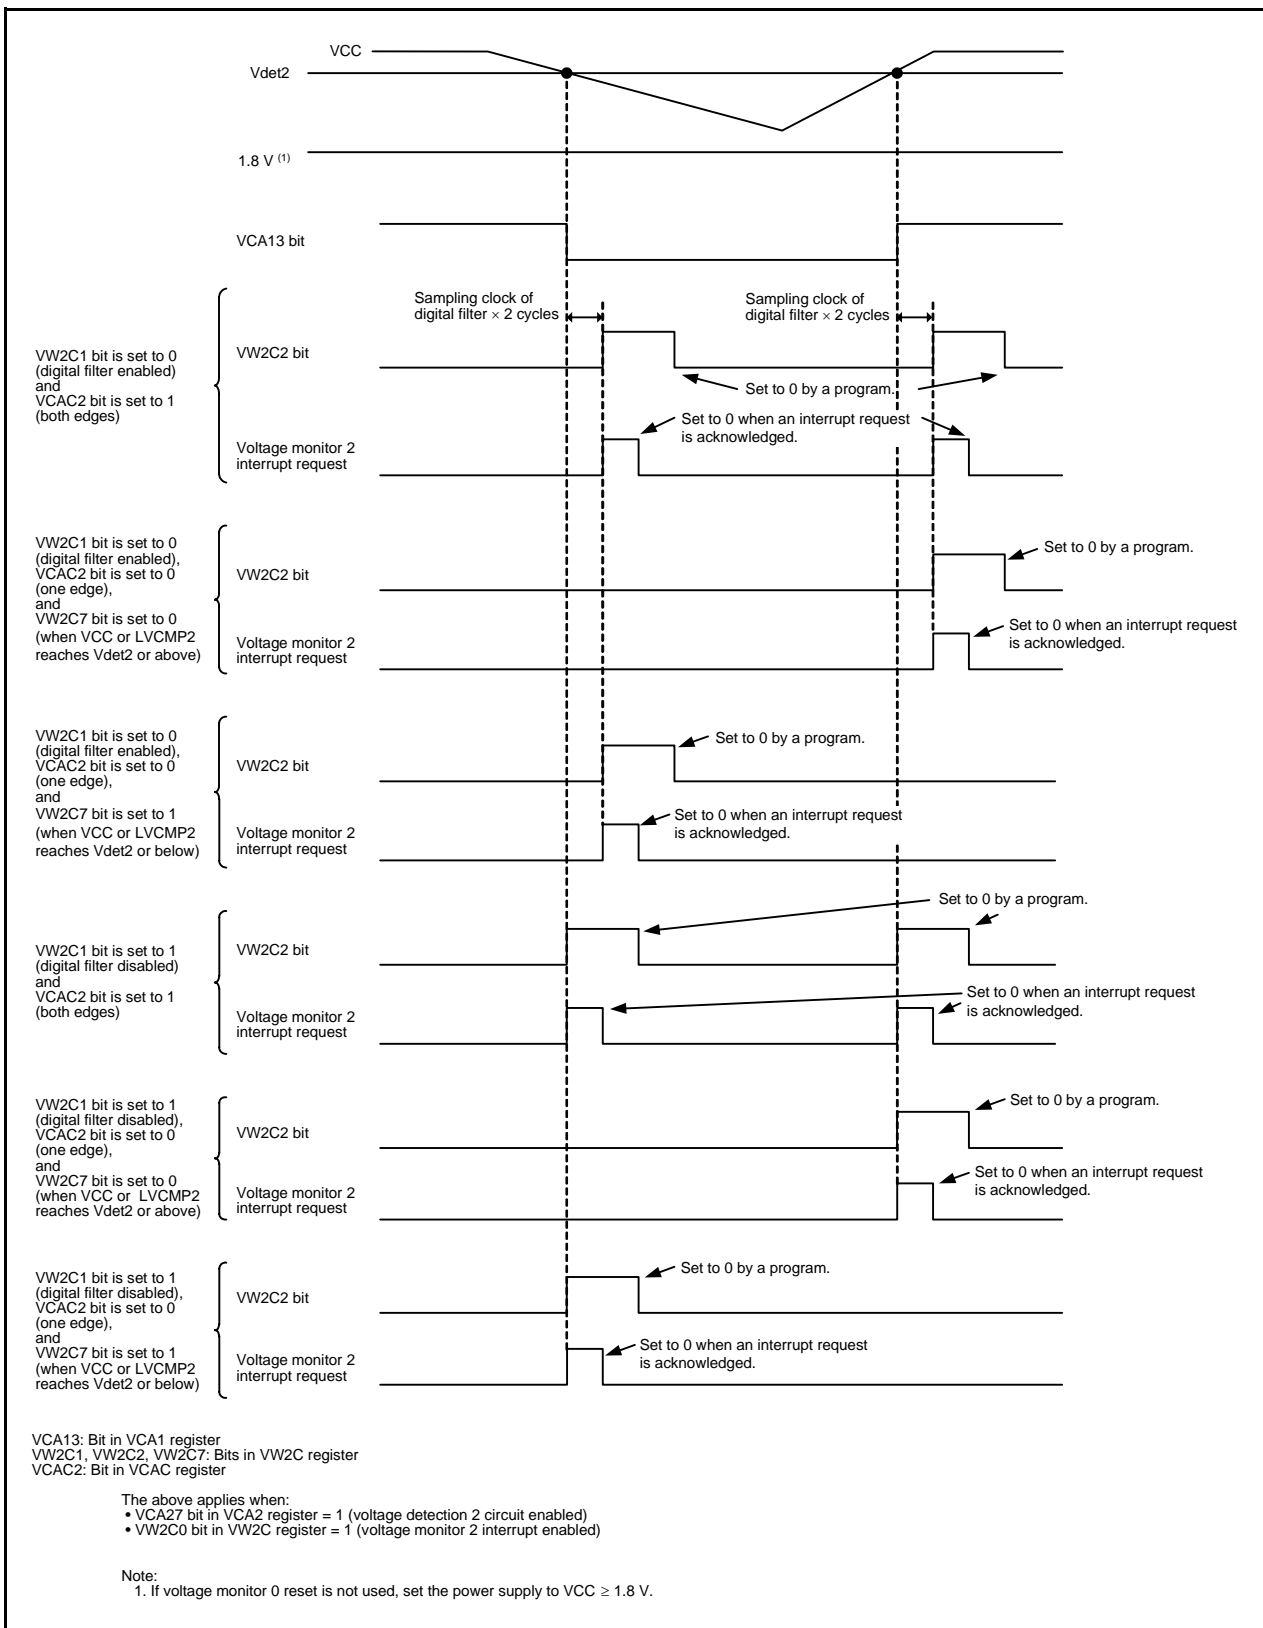 VCC
Vdet2
1.8 V (1)
VCA13 bit
Sampling clock of
digital filter × 2 cycles
Sampling clock of
digital filter × 2 cycles
VW2C1 bit is set to 0
(digital filter enabled)
and
VCAC2 bit is set to 1
(both edges)
VW2C2 bit
Set to 0 by a program.
Set to 0 when an interrupt request
is acknowledged.
Voltage monitor 2
interrupt request
VW2C1 bit is set to 0
(digital filter enabled),
VCAC2 bit is set to 0
(one edge),
and
VW2C7 bit is set to 0
(when VCC or LVCMP2
reaches Vdet2 or above)
VW2C2 bit
Set to 0 by a program.
Voltage monitor 2
interrupt request
Set to 0 when an interrupt request
is acknowledged.
VW2C1 bit is set to 0
(digital filter enabled),
VCAC2 bit is set to 0
(one edge),
and
VW2C7 bit is set to 1
(when VCC or LVCMP2
reaches Vdet2 or below)
VW2C2 bit
Set to 0 by a program.
Voltage monitor 2
interrupt request
Set to 0 when an interrupt request
is acknowledged.
VW2C1 bit is set to 1
(digital filter disabled)
and
VCAC2 bit is set to 1
(both edges)
VW2C2 bit
Set to 0 by a program.
Voltage monitor 2
interrupt request
Set to 0 when an interrupt request
is acknowledged.
VW2C1 bit is set to 1
(digital filter disabled),
VCAC2 bit is set to 0
(one edge),
and
VW2C7 bit is set to 0
(when VCC or LVCMP2
reaches Vdet2 or above)
VW2C2 bit
Set to 0 by a program.
Voltage monitor 2
interrupt request
Set to 0 when an interrupt request
is acknowledged.
VW2C1 bit is set to 1
(digital filter disabled),
VCAC2 bit is set to 0
(one edge),
and
VW2C7 bit is set to 1
(when VCC or LVCMP2
reaches Vdet2 or below)
VW2C2 bit
Set to 0 by a program.
Voltage monitor 2
interrupt request
Set to 0 when an interrupt request
is acknowledged.
VCA13: Bit in VCA1 register
VW2C1, VW2C2, VW2C7: Bits in VW2C register
VCAC2: Bit in VCAC register
The above applies when:
• VCA27 bit in VCA2 register = 1 (voltage detection 2 circuit enabled)
• VW2C0 bit in VW2C register = 1 (voltage monitor 2 interrupt enabled)
Note:
1. If voltage monitor 0 reset is not used, set the power supply to VCC ≥ 1.8 V.